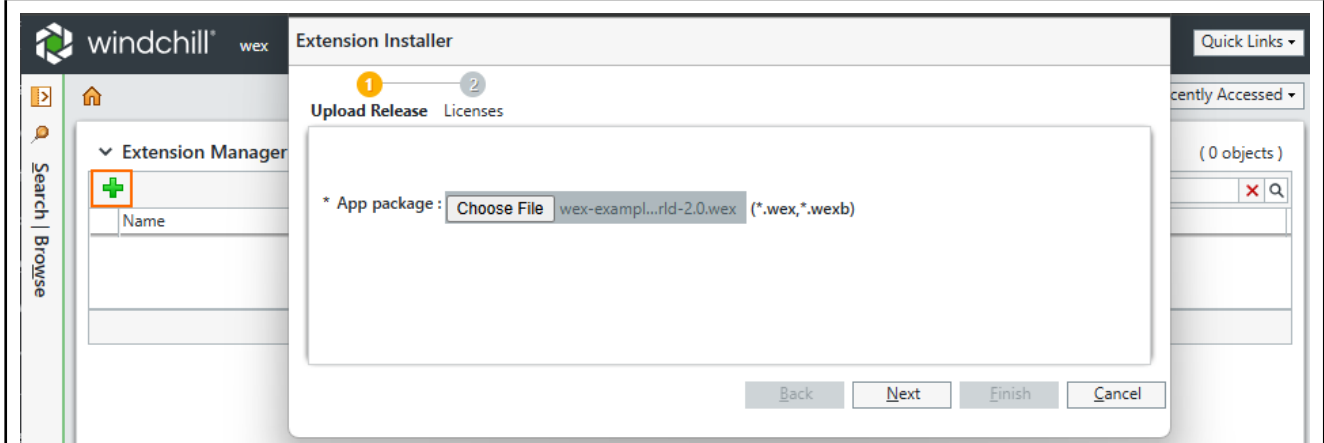 windchill® wex
Quick Links
Extension Installer
1 2
Upload Release Licenses
cently Accessed
Extension Manager
( 0 objects )
Name
* App package : Choose File wex-exampl...rld-2.0.wex (*.wex,*.wexb)
Search | Browse
Back Next Finish Cancel